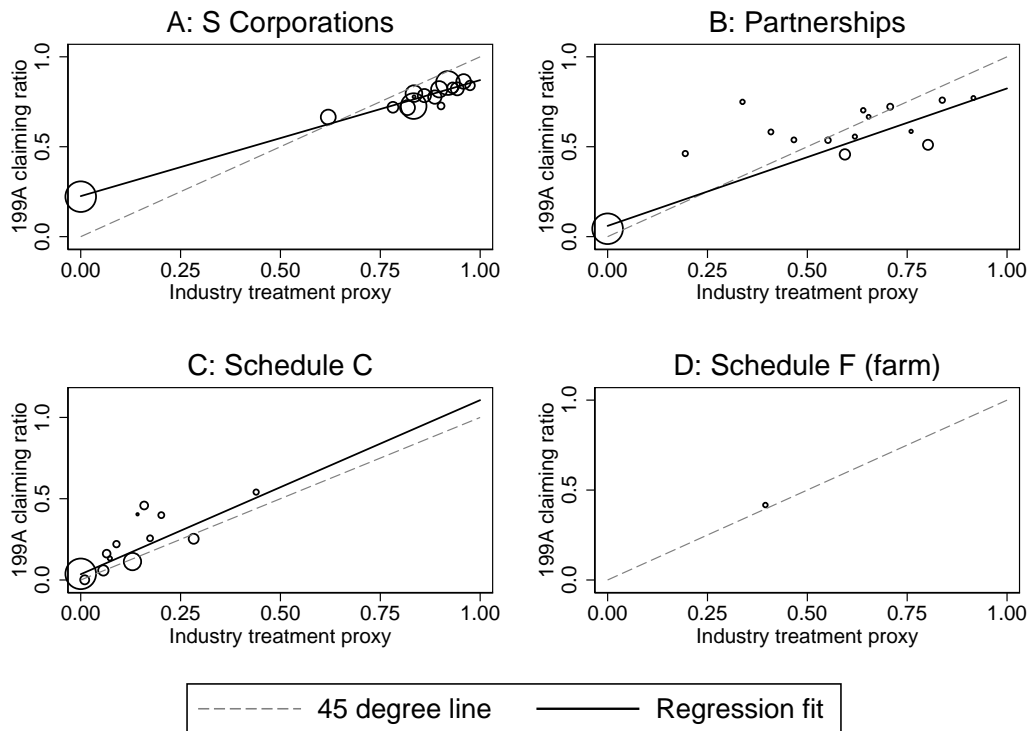 A: S Corporations
199A claiming ratio
0.0 0.5 1.0
0.00 0.25 0.50 0.75 1.00
Industry treatment proxy
B: Partnerships
199A claiming ratio
0.0 0.5 1.0
0.00 0.25 0.50 0.75 1.00
Industry treatment proxy
C: Schedule C
199A claiming ratio
0.0 0.5 1.0
0.00 0.25 0.50 0.75 1.00
Industry treatment proxy
D: Schedule F (farm)
199A claiming ratio
0.0 0.5 1.0
0.00 0.25 0.50 0.75 1.00
Industry treatment proxy
45 degree line Regression fit